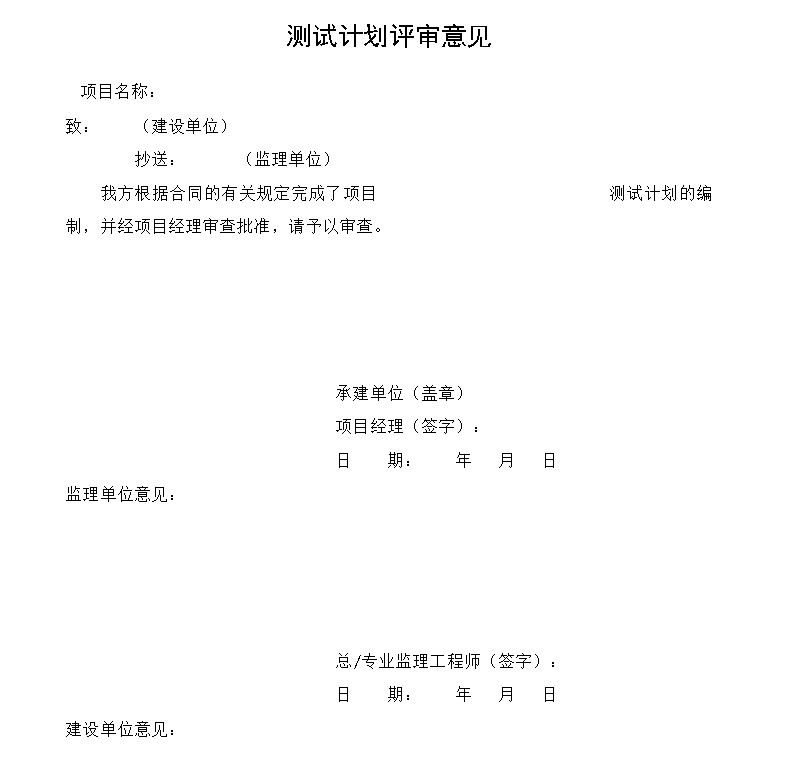 测试计划评审意见
项目名称：
致： （建设单位）
抄送： （监理单位）
我方根据合同的有关规定完成了项目 测试计划的编
制，并经项目经理审查批准，请予以审查。
承建单位（盖章）
项目经理（签字）：
日 期： 年 月 日
监理单位意见：
总/专业监理工程师（签字）：
日 期： 年 月 日
建设单位意见：